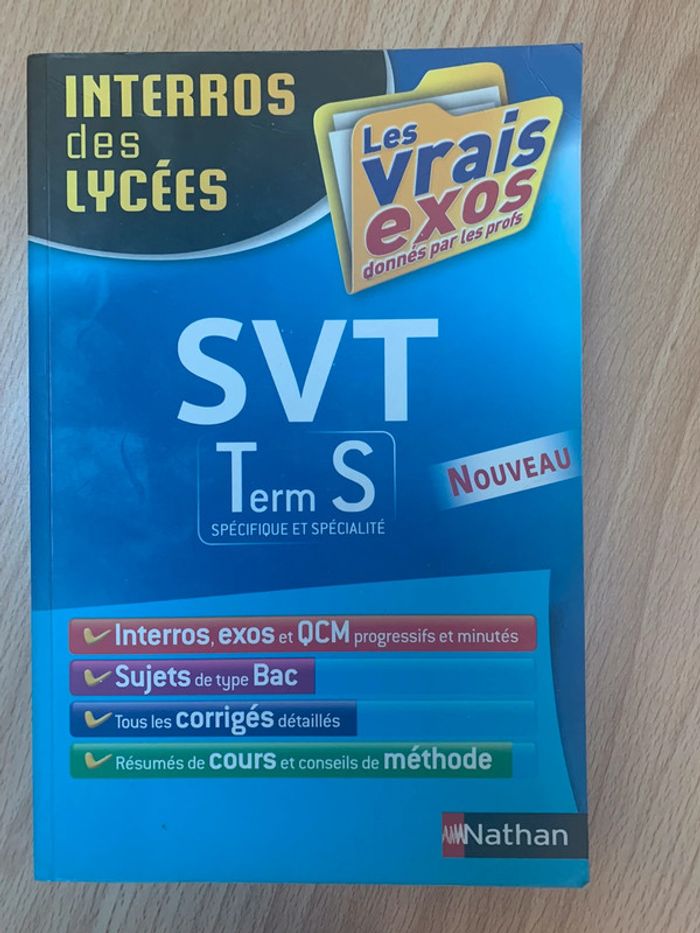 INTERROS
des
LYCÉES
Les
vrais
exos
donnés par les profs
SVT
Term S
SPÉCIFIQUE ET SPÉCIALITÉ
NOUVEAU
Interros, exos et QCM progressifs et minutés
Sujets de type Bac
Tous les corrigés détaillés
Résumés de cours et conseils de méthode
Nathan